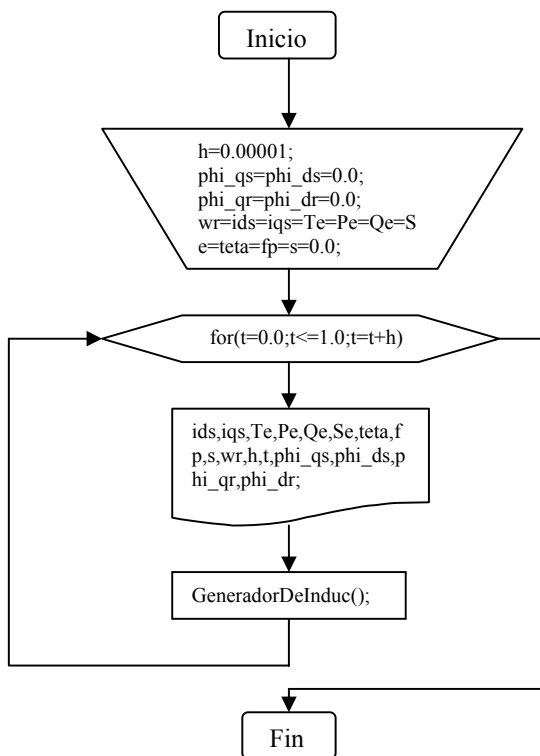 Inicio
h=0.00001;
phi_qs=phi_ds=0.0;
phi_qr=phi_dr=0.0;
wr=ids=iqs=Te=Pe=Qe=S
e=teta=fp=s=0.0;
for(t=0.0;t<=1.0;t=t+h)
ids,iqs,Te,Pe,Qe,Se,teta,f
p,s,wr,h,t,phi_qs,phi_ds,p
hi_qr,phi_dr;
GeneradorDeInduc();
Fin